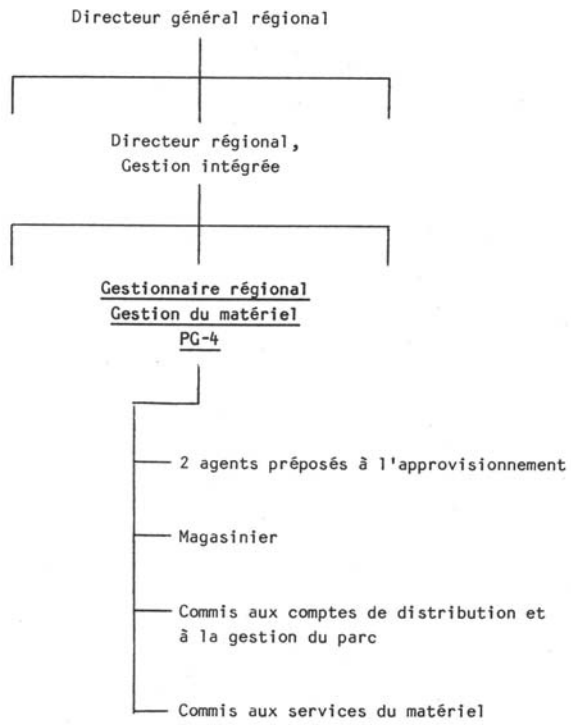 Directeur général régional
Directeur régional,
Gestion intégrée
Gestionnaire régional
Gestion du matériel
PG-4
2 agents préposés à l'approvisionnement
Magasinier
Commis aux comptes de distribution et
à la gestion du parc
Commis aux services du matériel